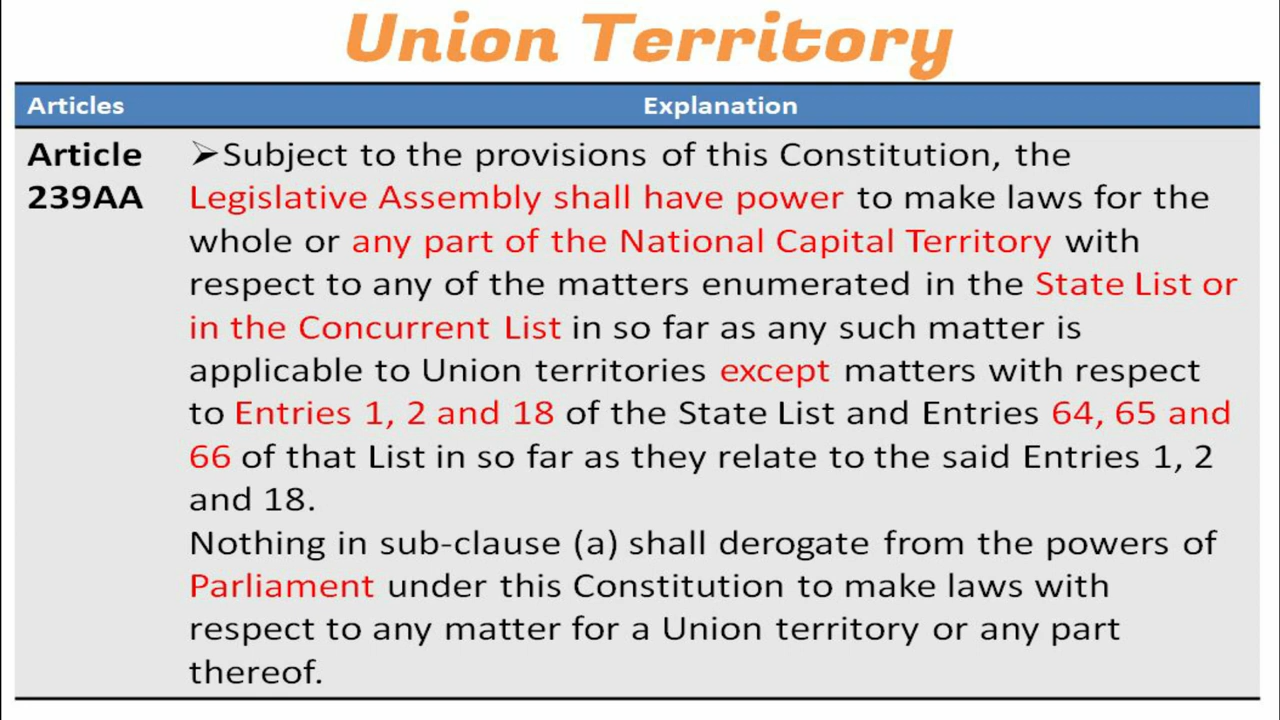 Union Territory
Articles Explanation
Article 239AA
➢Subject to the provisions of this Constitution, the
Legislative Assembly shall have power to make laws for the
whole or any part of the National Capital Territory with
respect to any of the matters enumerated in the State List or
in the Concurrent List in so far as any such matter is
applicable to Union territories except matters with respect
to Entries 1, 2 and 18 of the State List and Entries 64, 65 and
66 of that List in so far as they relate to the said Entries 1, 2
and 18.
Nothing in sub-clause (a) shall derogate from the powers of
Parliament under this Constitution to make laws with
respect to any matter for a Union territory or any part
thereof.